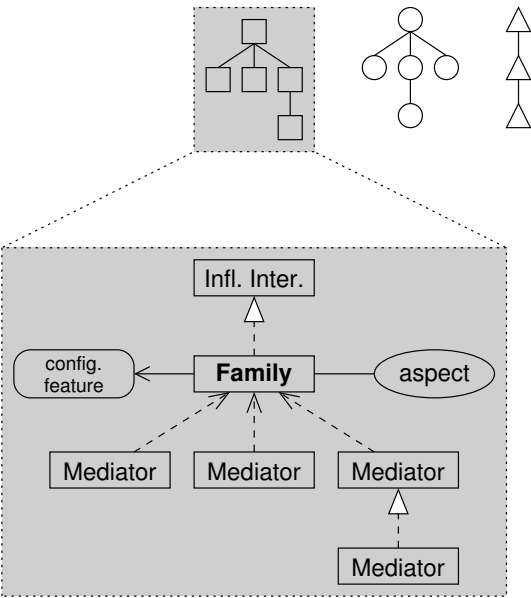 Infl. Inter.
config.
feature
Family
aspect
Mediator
Mediator
Mediator
Mediator